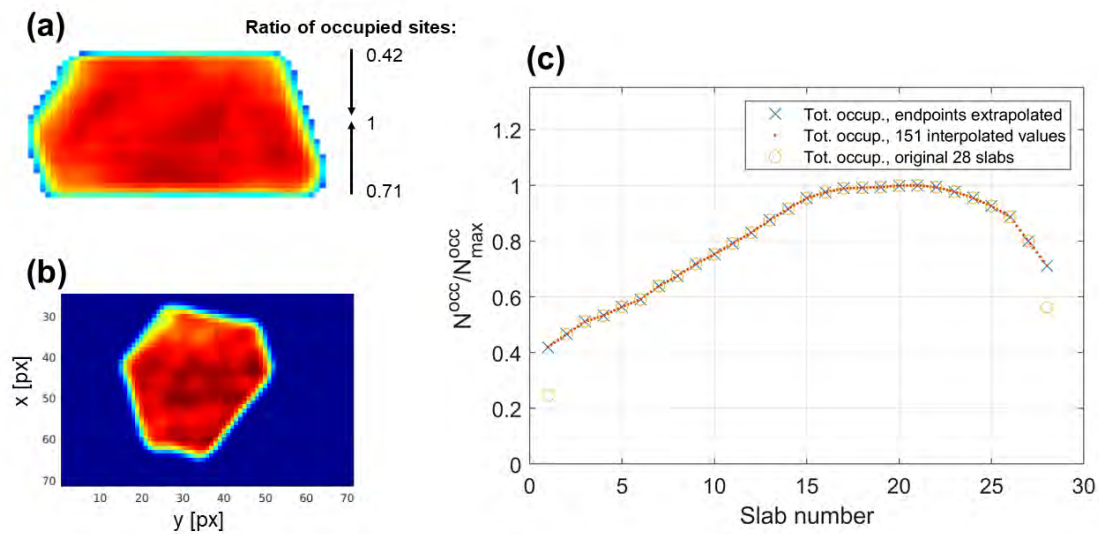 (a)
Ratio of occupied sites:
0.42
1
0.71
(b)
30
40
50
60
70
x [px]
10 20 30 40 50 60 70
y [px]
(c)
Tot. occup., endpoints extrapolated
Tot. occup., 151 interpolated values
Tot. occup., original 28 slabs
1.2
1
0.8
0.6
0.4
0.2
0
N^occ/N^occ_max
0 5 10 15 20 25 30
Slab number